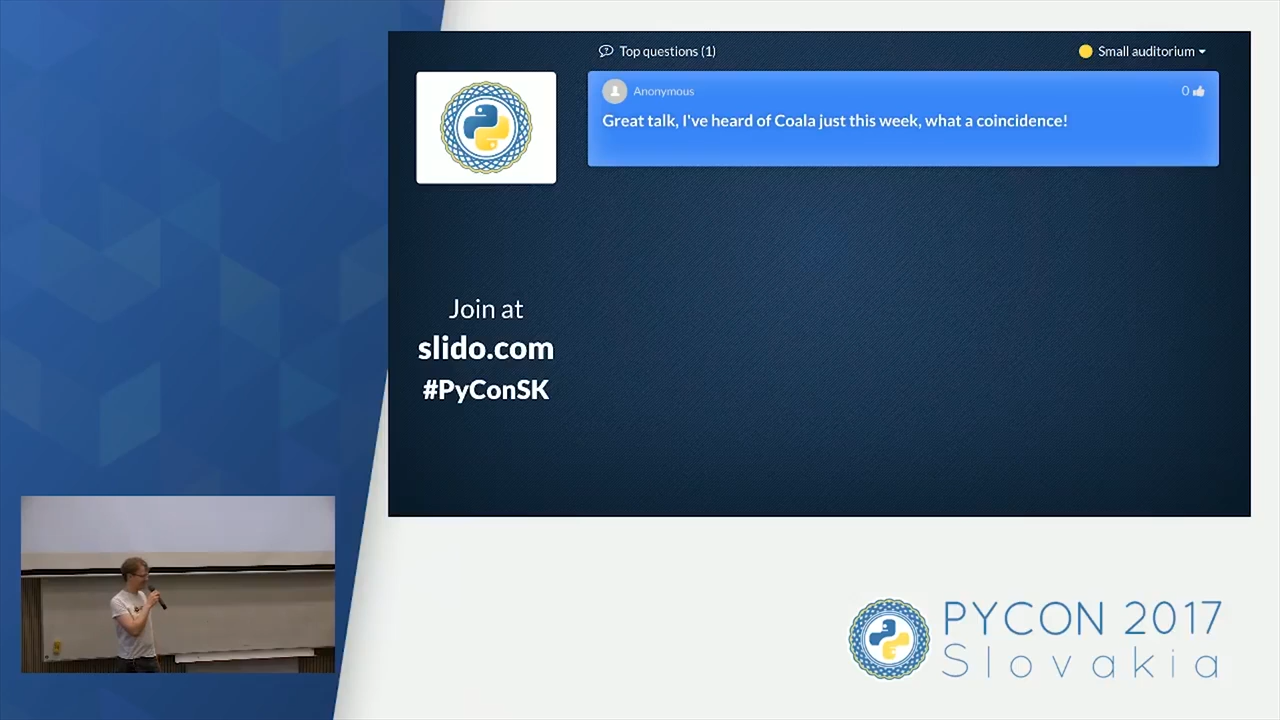 Top questions (1)
Small auditorium
Anonymous
0
Great talk, I've heard of Coala just this week, what a coincidence!
Join at
slido.com
#PyConSK
PYCON 2017
Slovakia